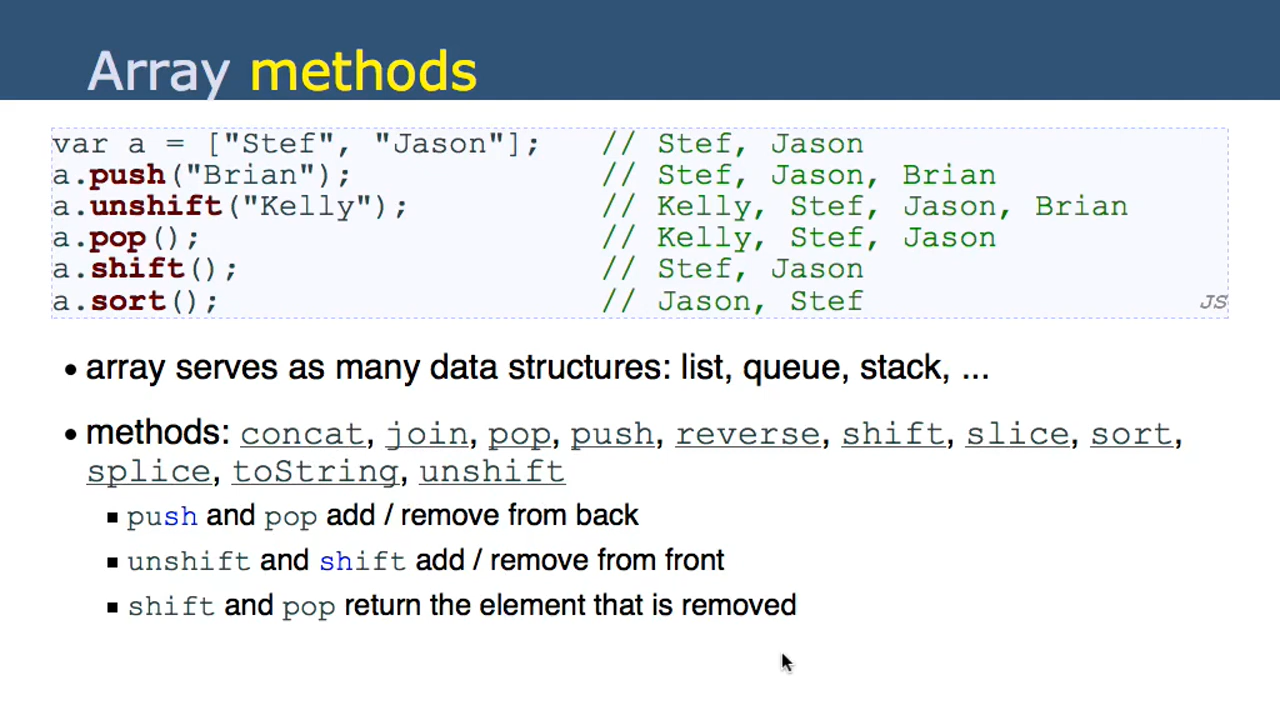 Array methods
var a = ["Stef", "Jason"]; // Stef, Jason
a.push("Brian"); // Stef, Jason, Brian
a.unshift("Kelly"); // Kelly, Stef, Jason, Brian
a.pop(); // Kelly, Stef, Jason
a.shift(); // Stef, Jason
a.sort(); // Jason, Stef JS
• array serves as many data structures: list, queue, stack, ...
• methods: concat, join, pop, push, reverse, shift, slice, sort,
splice, toString, unshift
▪ push and pop add / remove from back
▪ unshift and shift add / remove from front
▪ shift and pop return the element that is removed